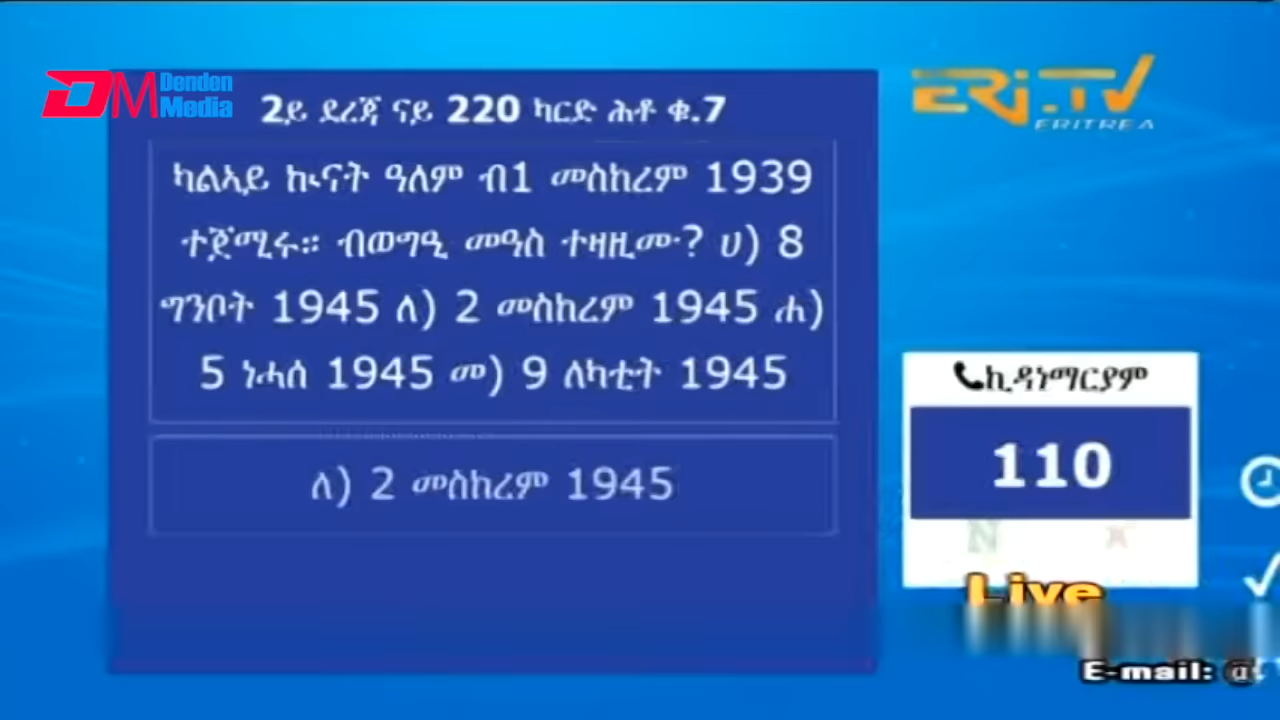 DM Denden Media
ERi.TV
ERITREA
2ይ ደረጃ ናይ 220 ካርድ ሕቶ ቁ.7
ካልኣይ ኩናት ዓለም ብ1 መስከረም 1939
ተጀሚሩ። ብወግዒ መዓስ ተዛዚሙ? ሀ) 8
ግንቦት 1945 ለ) 2 መስከረም 1945 ሐ)
5 ነሓሰ 1945 መ) 9 ለካቲት 1945
ለ) 2 መስከረም 1945
ኪዳነማርያም
110
N X
Live
E-mail: @